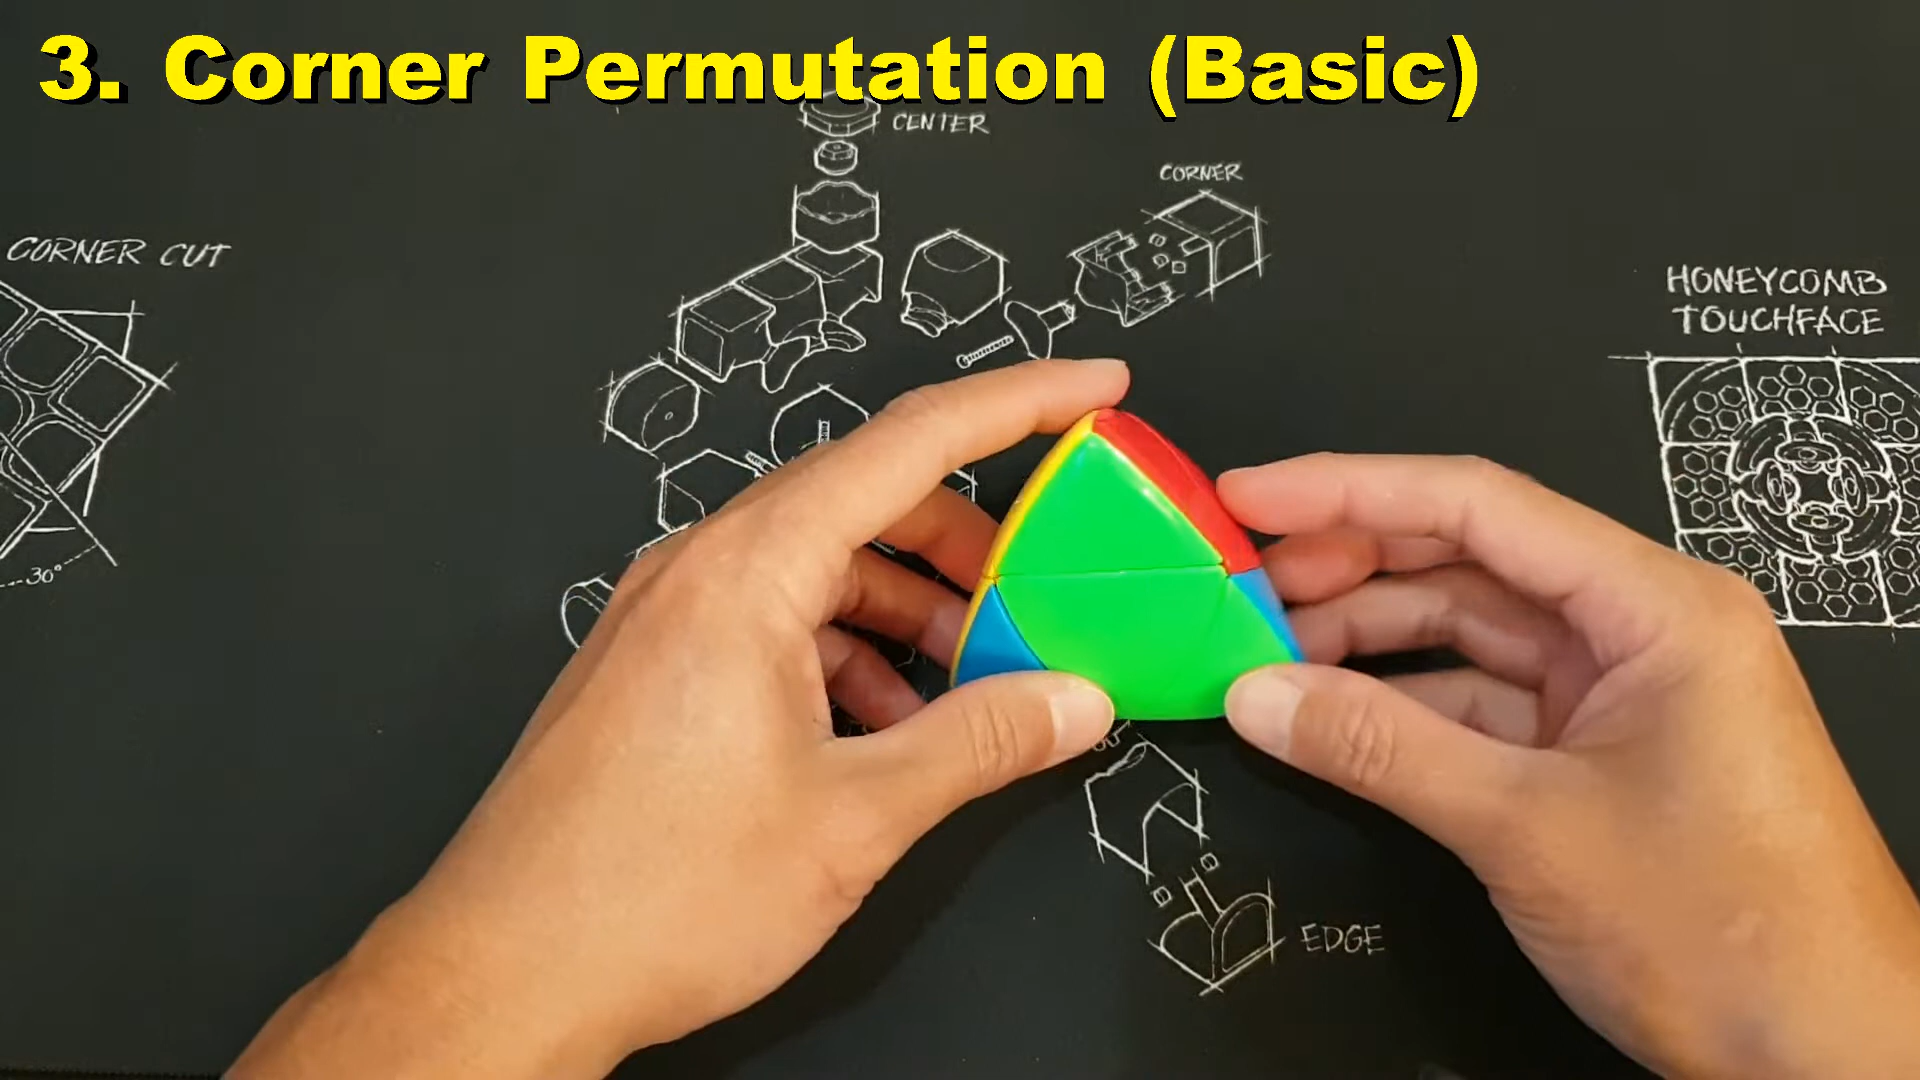 3. Corner Permutation (Basic)
CENTER
CORNER
CORNER CUT
HONEYCOMB
TOUCHFACE
30°
EDGE